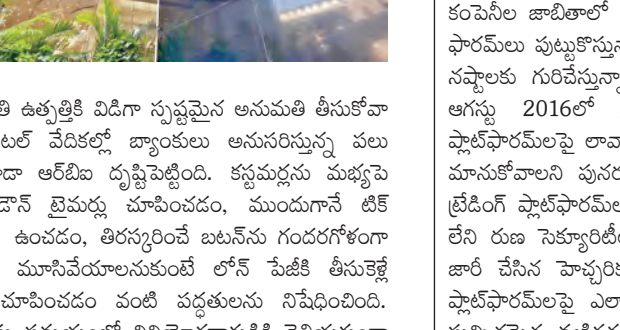 తి ఉత్పత్తికి విడిగా స్పష్టమైన అనుమతి తీసుకోవా
టల్ వేదికల్లో బ్యాంకులు అనుసరిస్తున్న పలు
డా ఆర్‌బిఐ దృష్టిపెట్టింది. కస్టమర్లను మభ్యపె
డౌన్ టైమర్లు చూపించడం, ముందుగానే టిక్
ఉంచడం, తిరస్కరించే బటన్‌ను గందరగోళంగా
మూసివేయాలనుకుంటే లోన్ పేజీకి తీసుకెళ్లే
చూపించడం వంటి పద్ధతులను నిషేధించింది.
కంపెనీల జాబితాలో
ఫారమ్‌లు పుట్టుకొస్తున
నష్టాలకు గురిచేస్తున్నా
ఆగస్టు 2016లో
ప్లాట్‌ఫారమ్‌లపై లావా
మానుకోవాలని పునర
ట్రేడింగ్ ప్లాట్‌ఫారమ్‌ల
లేని రుణ సెక్యూరిటీల
జారీ చేసిన హెచ్చరిక
ప్లాట్‌ఫారమ్‌లపై ఎలా